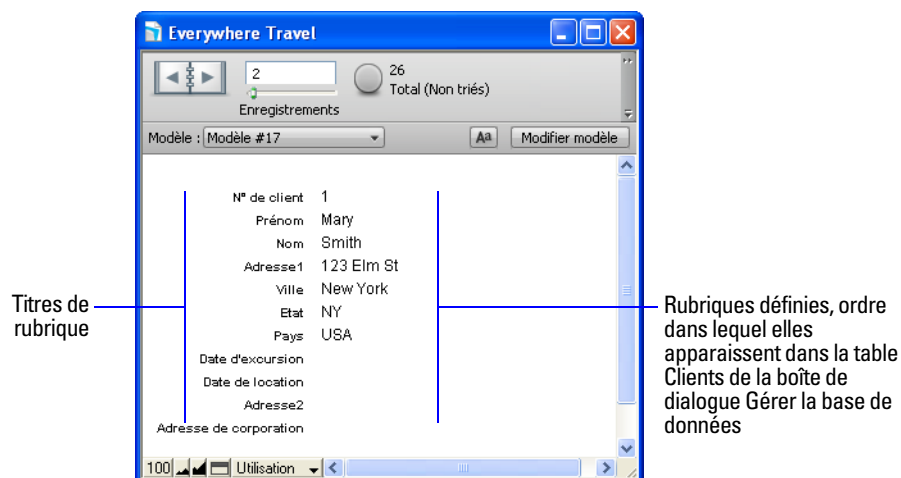 Everywhere Travel
2
26
Total (Non triés)
Enregistrements
Modèle : Modèle #17
Aa
Modifier modèle
N° de client 1
Prénom Mary
Nom Smith
Adresse1 123 Elm St
Ville New York
Etat NY
Pays USA
Date d'excursion
Date de location
Adresse2
Adresse de corporation
100
Utilisation
Titres de
rubrique
Rubriques définies, ordre
dans lequel elles
apparaissent dans la table
Clients de la boîte de
dialogue Gérer la base de
données